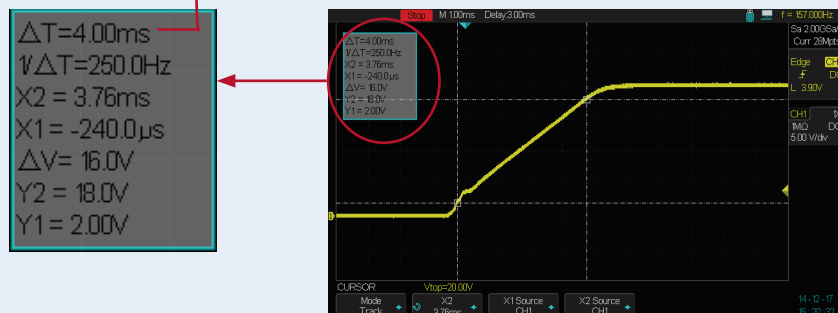 ΔT=4.00ms
1/ΔT=250.0Hz
X2 = 3.76ms
X1 = -240.0µs
ΔV= 16.0V
Y2 = 18.0V
Y1 = 2.00V
Stop M 1.00ms Delay:3.00ms f = 157.000Hz
Sa 2.00GSa/
Curr 28Mpts
ΔT=4.00ms
1/ΔT=250.0Hz
X2 = 3.76ms
X1 = -240.0µs
ΔV= 16.0V
Y2 = 18.0V
Y1 = 2.00V
Edge CH
L 3.90V
CH1
1MΩ
5.00 V/div
CURSOR Vtop=20.00V
Mode X2 X1 Source X2 Source
Track 3.76ms CH1 CH1
14-12-17